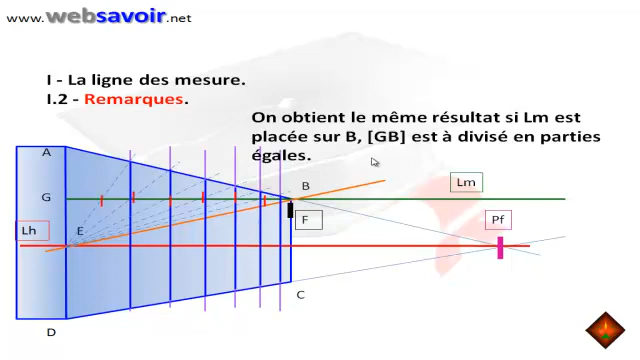 www.websavoir.net
I - La ligne des mesure.
I.2 - Remarques.
On obtient le même résultat si Lm est
placée sur B, [GB] est à divisé en parties
égales.
A
B
Lm
G
F
Pf
Lh
E
C
D